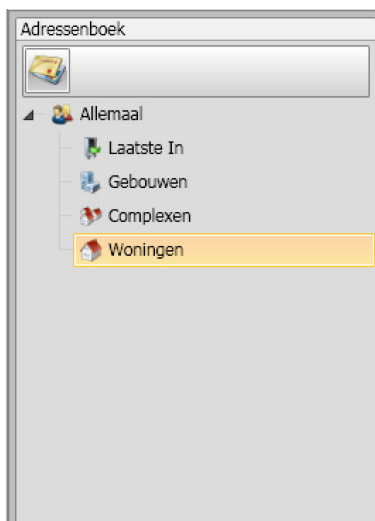 Adressenboek
Allemaal
Laatste In
Gebouwen
Complexen
Woningen